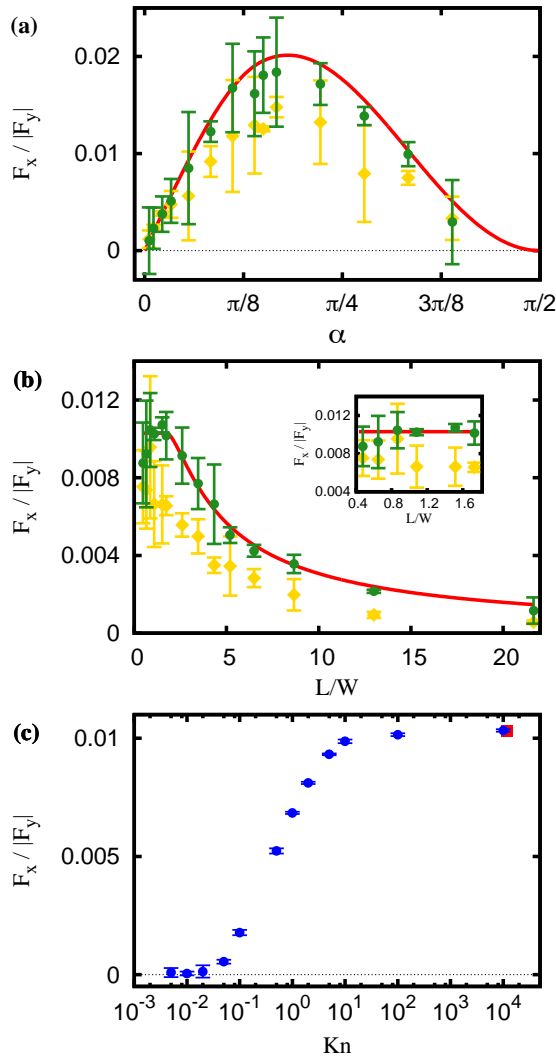 (a)
0.02
0.01
0
F_x / |F_y|
0 π/8 π/4 3π/8 π/2
α
(b)
0.012
0.008
0.004
0
F_x / |F_y|
0.012
0.008
0.004
F_x / |F_y|
0.4 0.8 1.2 1.6
L/W
0 5 10 15 20
L/W
(c)
0.01
0.005
0
F_x / |F_y|
10^-3 10^-2 10^-1 10^0 10^1 10^2 10^3 10^4
Kn